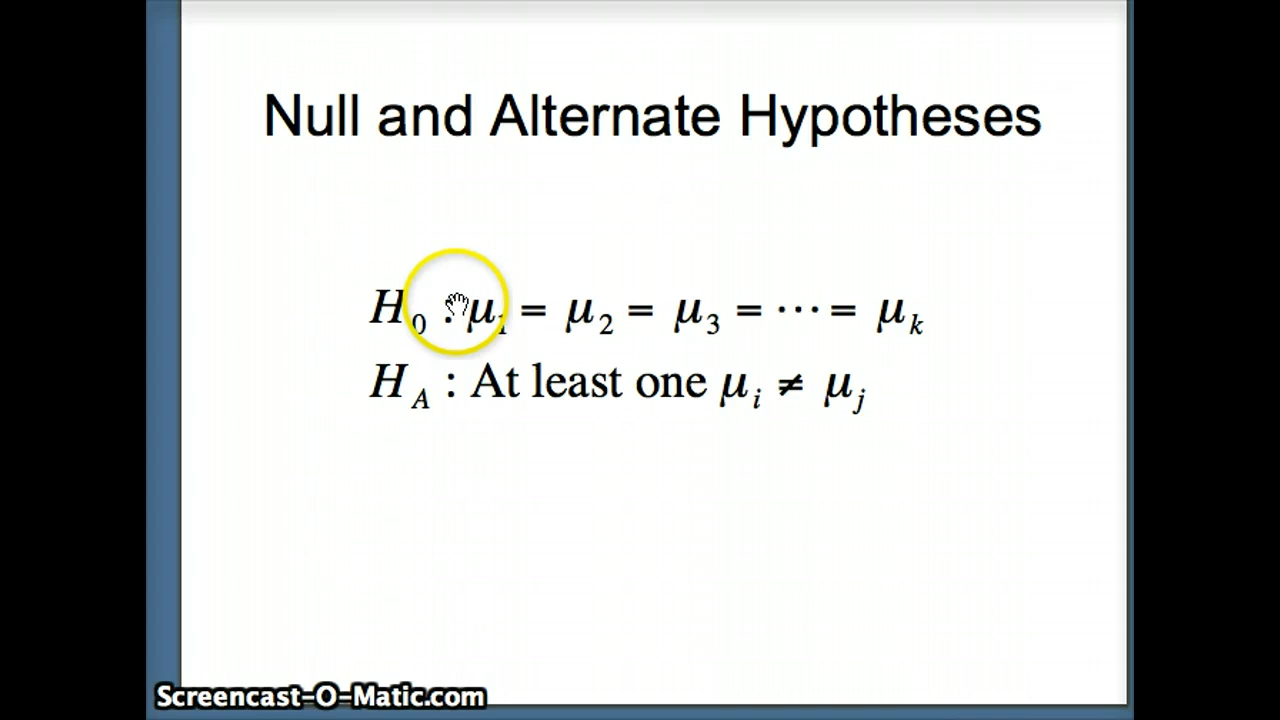 Null and Alternate Hypotheses
H₀ : μ₁ = μ₂ = μ₃ = ⋯ = μₖ
H_A : At least one μᵢ ≠ μⱼ
Screencast-O-Matic.com